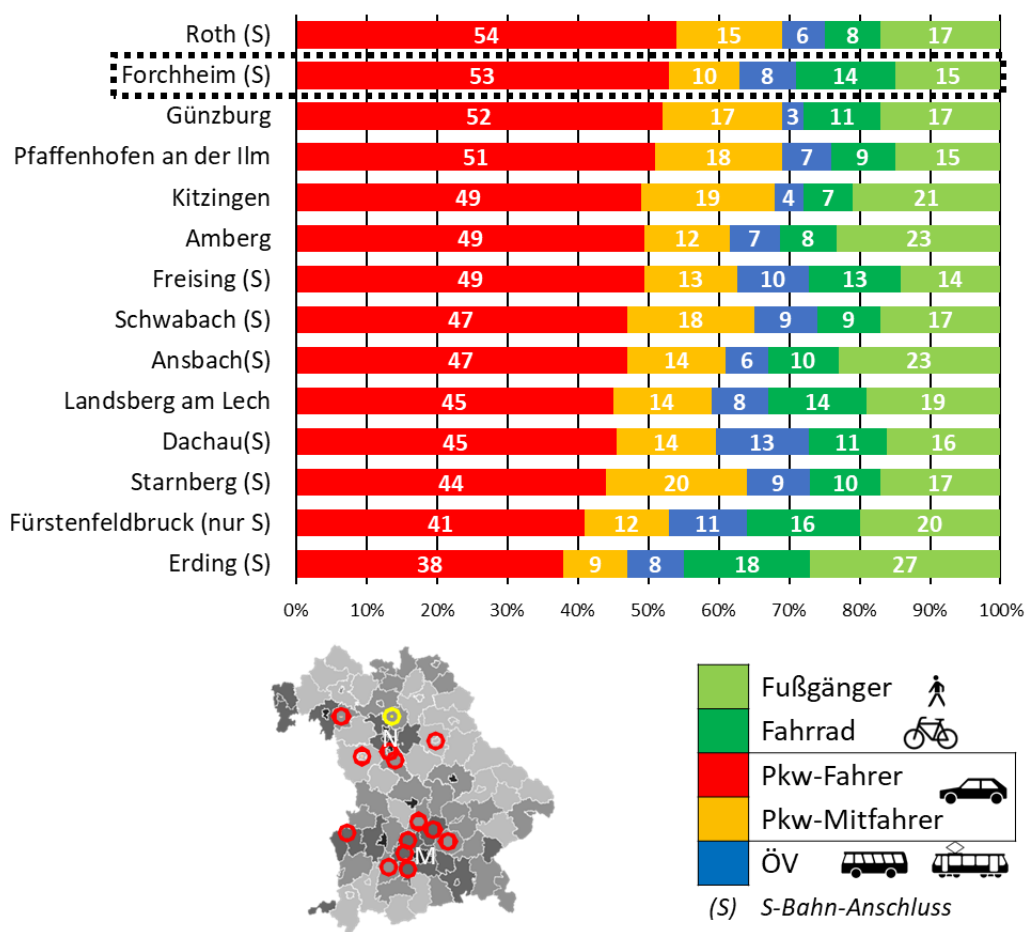 Roth (S) 54 15 6 8 17
Forchheim (S) 53 10 8 14 15
Günzburg 52 17 3 11 17
Pfaffenhofen an der Ilm 51 18 7 9 15
Kitzingen 49 19 4 7 21
Amberg 49 12 7 8 23
Freising (S) 49 13 10 13 14
Schwabach (S) 47 18 9 9 17
Ansbach(S) 47 14 6 10 23
Landsberg am Lech 45 14 8 14 19
Dachau(S) 45 14 13 11 16
Starnberg (S) 44 20 9 10 17
Fürstenfeldbruck (nur S) 41 12 11 16 20
Erding (S) 38 9 8 18 27
0% 10% 20% 30% 40% 50% 60% 70% 80% 90% 100%
N
M
Fußgänger
Fahrrad
Pkw-Fahrer
Pkw-Mitfahrer
ÖV
(S) S-Bahn-Anschluss